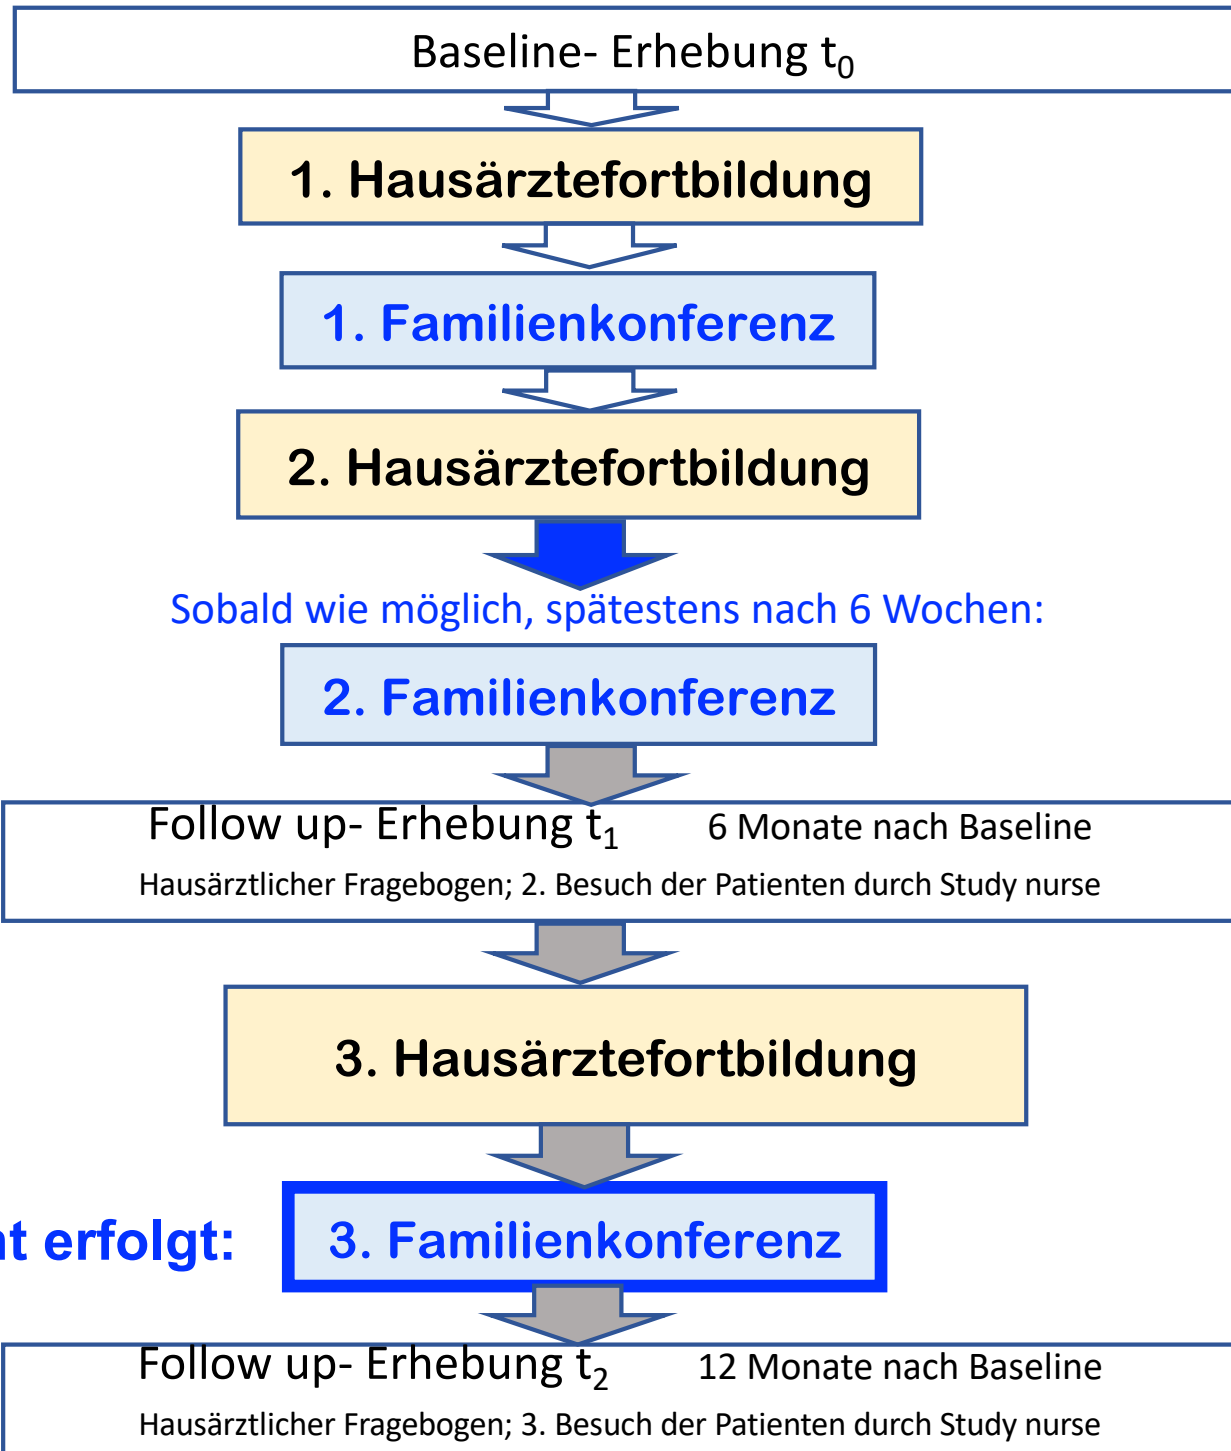 Baseline- Erhebung t₀
1. Hausärztefortbildung
1. Familienkonferenz
2. Hausärztefortbildung
Sobald wie möglich, spätestens nach 6 Wochen:
2. Familienkonferenz
Follow up- Erhebung t₁ 6 Monate nach Baseline
Hausärztlicher Fragebogen; 2. Besuch der Patienten durch Study nurse
3. Hausärztefortbildung
erfolgt: 3. Familienkonferenz
Follow up- Erhebung t₂ 12 Monate nach Baseline
Hausärztlicher Fragebogen; 3. Besuch der Patienten durch Study nurse